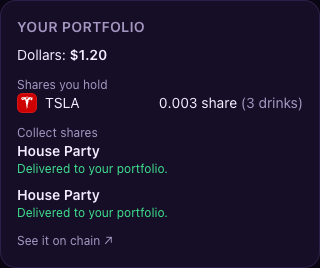 YOUR PORTFOLIO
Dollars: $1.20
Shares you hold
TSLA 0.003 share (3 drinks)
Collect shares
House Party
Delivered to your portfolio.
House Party
Delivered to your portfolio.
See it on chain ↗